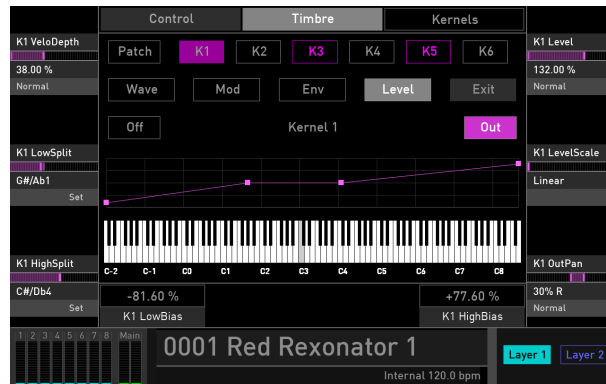 Control Timbre Kernels
K1 VeloDepth
38.00 %
Normal
Patch K1 K2 K3 K4 K5 K6
K1 Level
132.00 %
Normal
Wave Mod Env Level Exit
Off Kernel 1 Out
K1 LowSplit
G#/Ab1
Set
K1 LevelScale
Linear
K1 HighSplit
C#/Db4
Set
C-2 C-1 C0 C1 C2 C3 C4 C5 C6 C7 C8
K1 OutPan
30% R
Normal
-81.60 %
K1 LowBias
+77.60 %
K1 HighBias
1 2 3 4 5 6 7 8 Main
0001 Red Rexonator 1
Internal 120.0 bpm
Layer 1 Layer 2